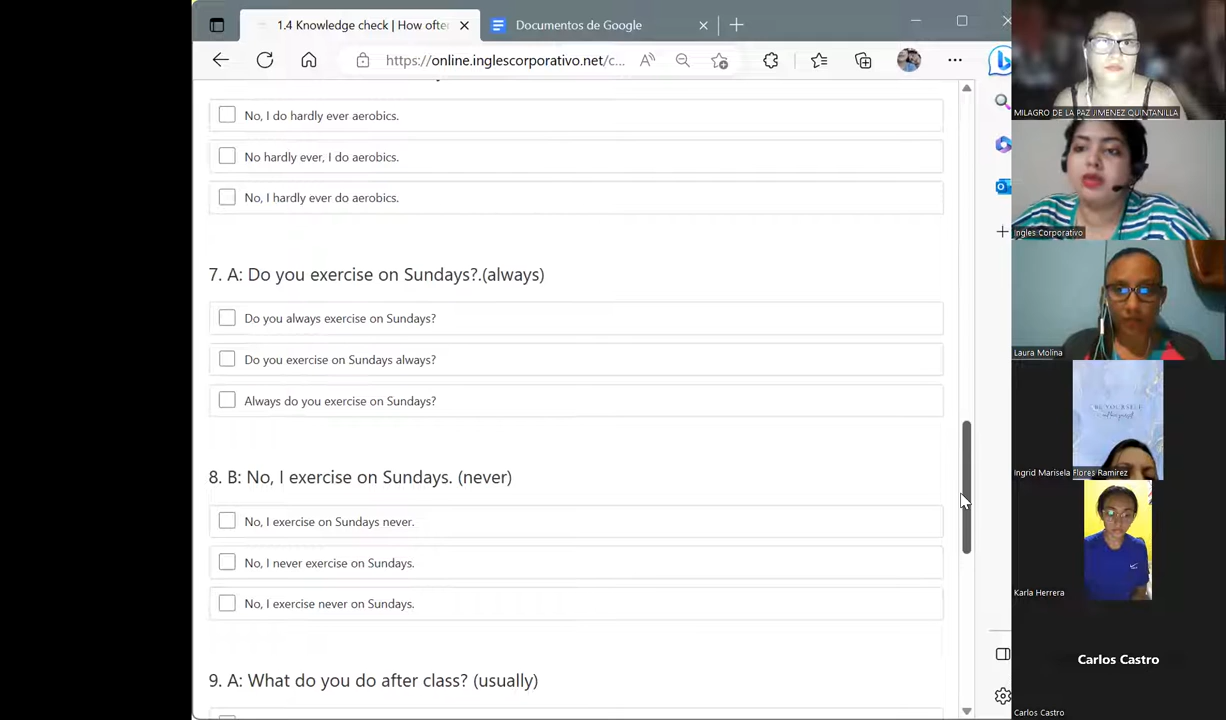 1.4 Knowledge check | How ofte
Documentos de Google
https://online.inglescorporativo.net/c...
No, I do hardly ever aerobics.
No hardly ever, I do aerobics.
No, I hardly ever do aerobics.
7. A: Do you exercise on Sundays?.(always)
Do you always exercise on Sundays?
Do you exercise on Sundays always?
Always do you exercise on Sundays?
8. B: No, I exercise on Sundays. (never)
No, I exercise on Sundays never.
No, I never exercise on Sundays.
No, I exercise never on Sundays.
9. A: What do you do after class? (usually)
MILAGRO DE LA PAZ JIMENEZ QUINTANILLA
Ingles Corporativo
Laura Molina
BE YOURSELF
Ingrid Marisela Flores Ramirez
Karla Herrera
Carlos Castro
Carlos Castro